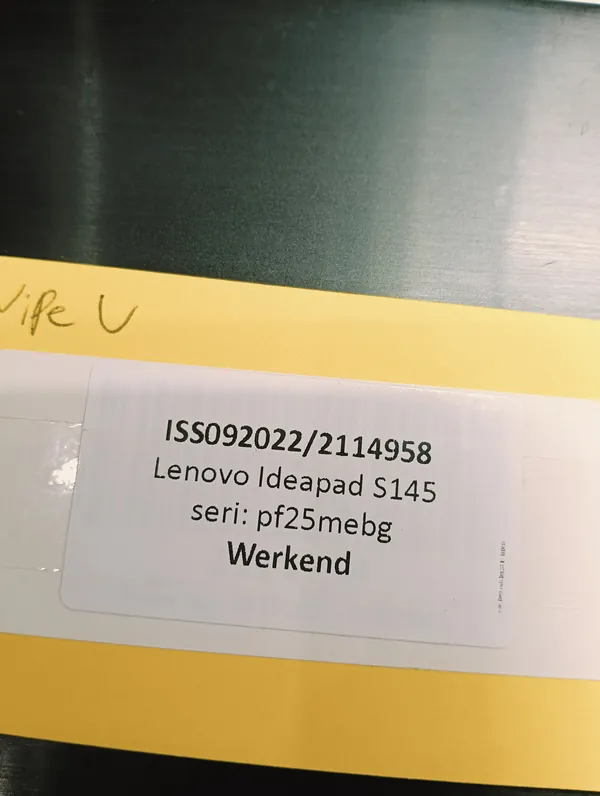 ISS092022/2114958
Lenovo Ideapad S145
seri: pf25mebg
Werkend